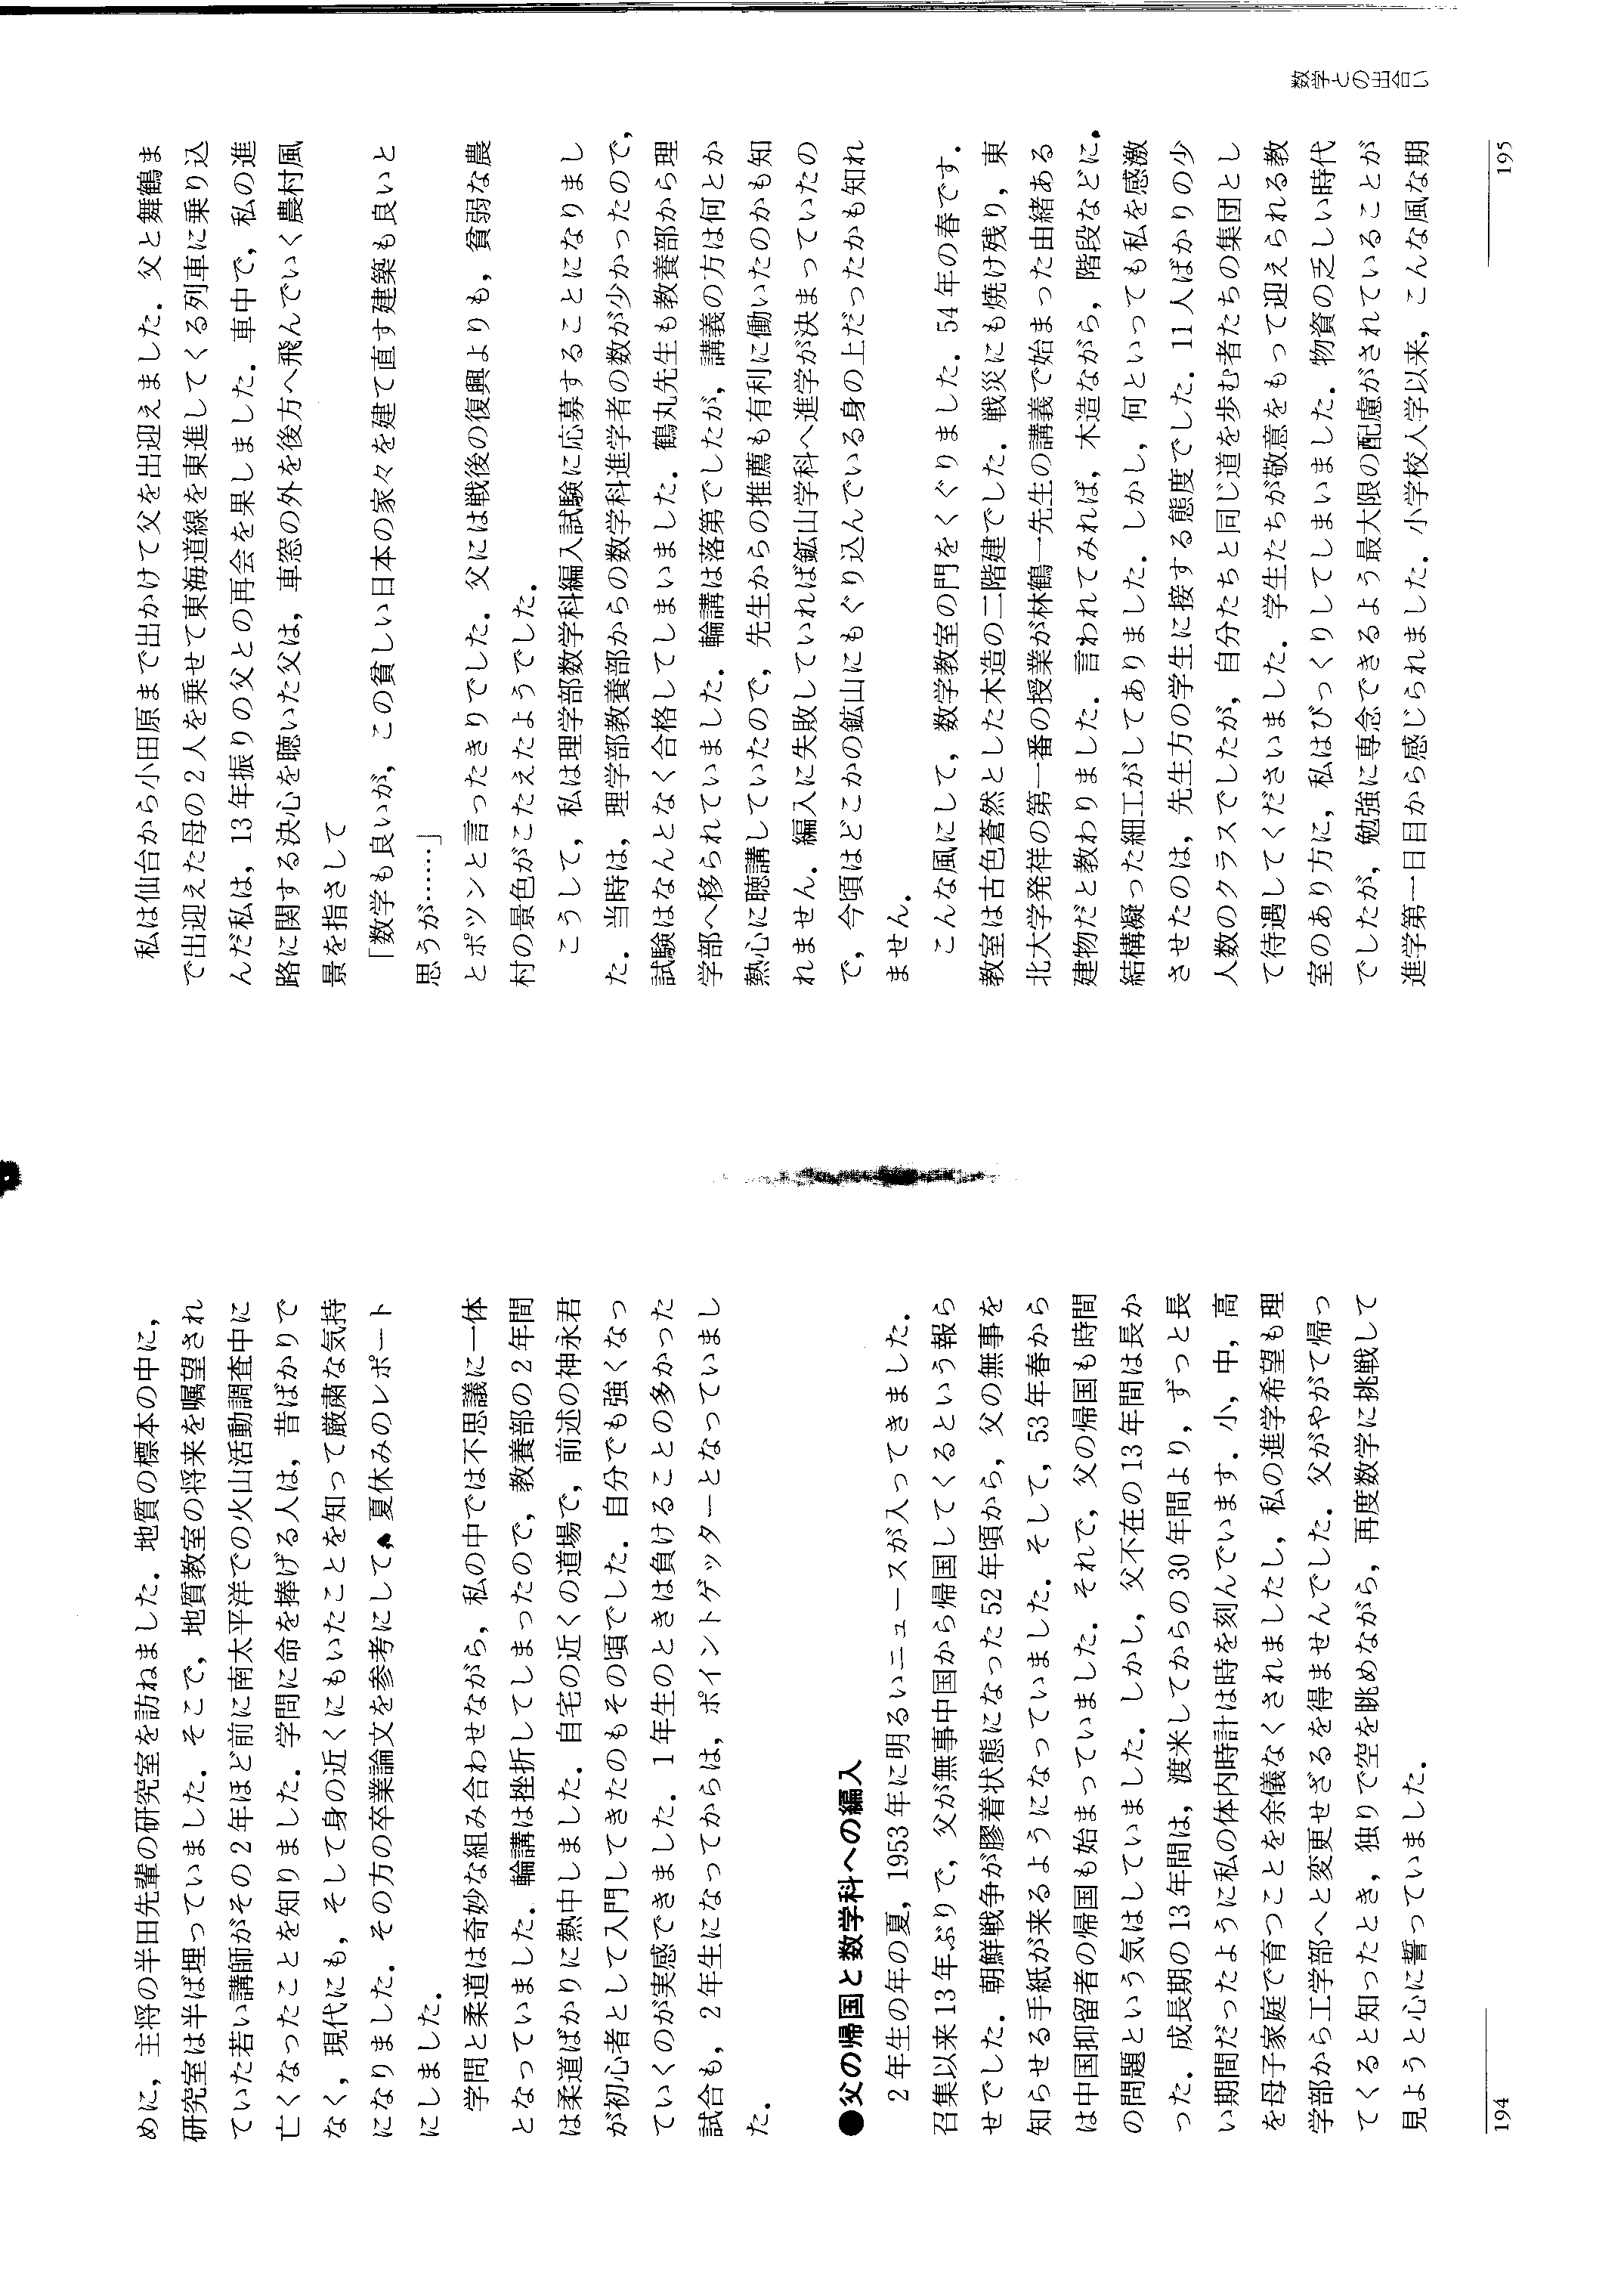 めに，主将の半田先輩の研究室を訪ねました．地質の標本の中に，
研究室は半ば埋っていました．そこで，地質教室の将来を嘱望され
ていた若い講師がその2年ほど前に南太平洋での火山活動調査中に
亡くなったことを知りました．学問に命を捧げる人は，昔ばかりで
なく，現代にも，そして身の近くにもいたことを知って厳粛な気持
になりました．その方の卒業論文を参考にして，夏休みのレポート
にしました．
学問と柔道は奇妙な組み合わせながら，私の中では不思議に一体
となっていました．輪講は挫折してしまったので，教養部の2年間
は柔道ばかりに熱中しました．自宅の近くの道場で，前述の神永君
が初心者として入門してきたのもその頃でした．自分でも強くなっ
ていくのが実感できました．1年生のときは負けることの多かった
試合も，2年生になってからは，ポイントゲッターとなっていまし
た．
●父の帰国と数学科への編入
2年生の年の夏，1953年に明るいニュースが入ってきました．
召集以来13年ぶりで，父が無事中国から帰国してくるという報ら
せでした．朝鮮戦争が膠着状態になった52年頃から，父の無事を
知らせる手紙が来るようになっていました．そして，53年春から
は中国抑留者の帰国も始まっていました．それで，父の帰国も時間
の問題という気はしていました．しかし，父不在の13年間は長か
った．成長期の13年間は，渡米してからの30年間より，ずっと長
い期間だったように私の体内時計は時を刻んでいます．小，中，高
を母子家庭で育つことを余儀なくされましたし，私の進学希望も理
学部から工学部へと変更せざるを得ませんでした．父がやがて帰っ
てくると知ったとき，独りで空を眺めながら，再度数学に挑戦して
見ようと心に誓っていました．
194
数学との出会い
私は仙台から小田原まで出かけて父を出迎えました．父と舞鶴ま
で出迎えた母の2人を乗せて東海道線を東進してくる列車に乗り込
んだ私は，13年振りの父との再会を果しました．車中で，私の進
路に関する決心を聴いた父は，車窓の外を後方へ飛んでいく農村風
景を指さして
「数学も良いが，この貧しい日本の家々を建て直す建築も良いと
思うが……」
とポツンと言ったきりでした．父には戦後の復興よりも，貧弱な農
村の景色がこたえたようでした．
こうして，私は理学部数学科編入試験に応募することになりまし
た．当時は，理学部教養部からの数学科進学者の数が少かったので，
試験はなんとなく合格してしまいました．鶴丸先生も教養部から理
学部へ移られていました．輪講は落第でしたが，講義の方は何とか
熱心に聴講していたので，先生からの推薦も有利に働いたのかも知
れません．編入に失敗していれば鉱山学科へ進学が決まっていたの
で，今頃はどこかの鉱山にもぐり込んでいる身の上だったかも知れ
ません．
こんな風にして，数学教室の門をくぐりました．54年の春です．
教室は古色蒼然とした木造の二階建でした．戦災にも焼け残り，東
北大学発祥の第一番の授業が林鶴一先生の講義で始まった由緒ある
建物だと教わりました．言われてみれば，木造ながら，階段などに，
結構凝った細工がしてありました．しかし，何といっても私を感激
させたのは，先生方の学生に接する態度でした．11人ばかりの少
人数のクラスでしたが，自分たちと同じ道を歩む者たちの集団とし
て待遇してくださいました．学生たちが敬意をもって迎えられる教
室のあり方に，私はびっくりしてしまいました．物資の乏しい時代
でしたが，勉強に専念できるよう最大限の配慮がされていることが
進学第一日目から感じられました．小学校入学以来，こんな風な期
195